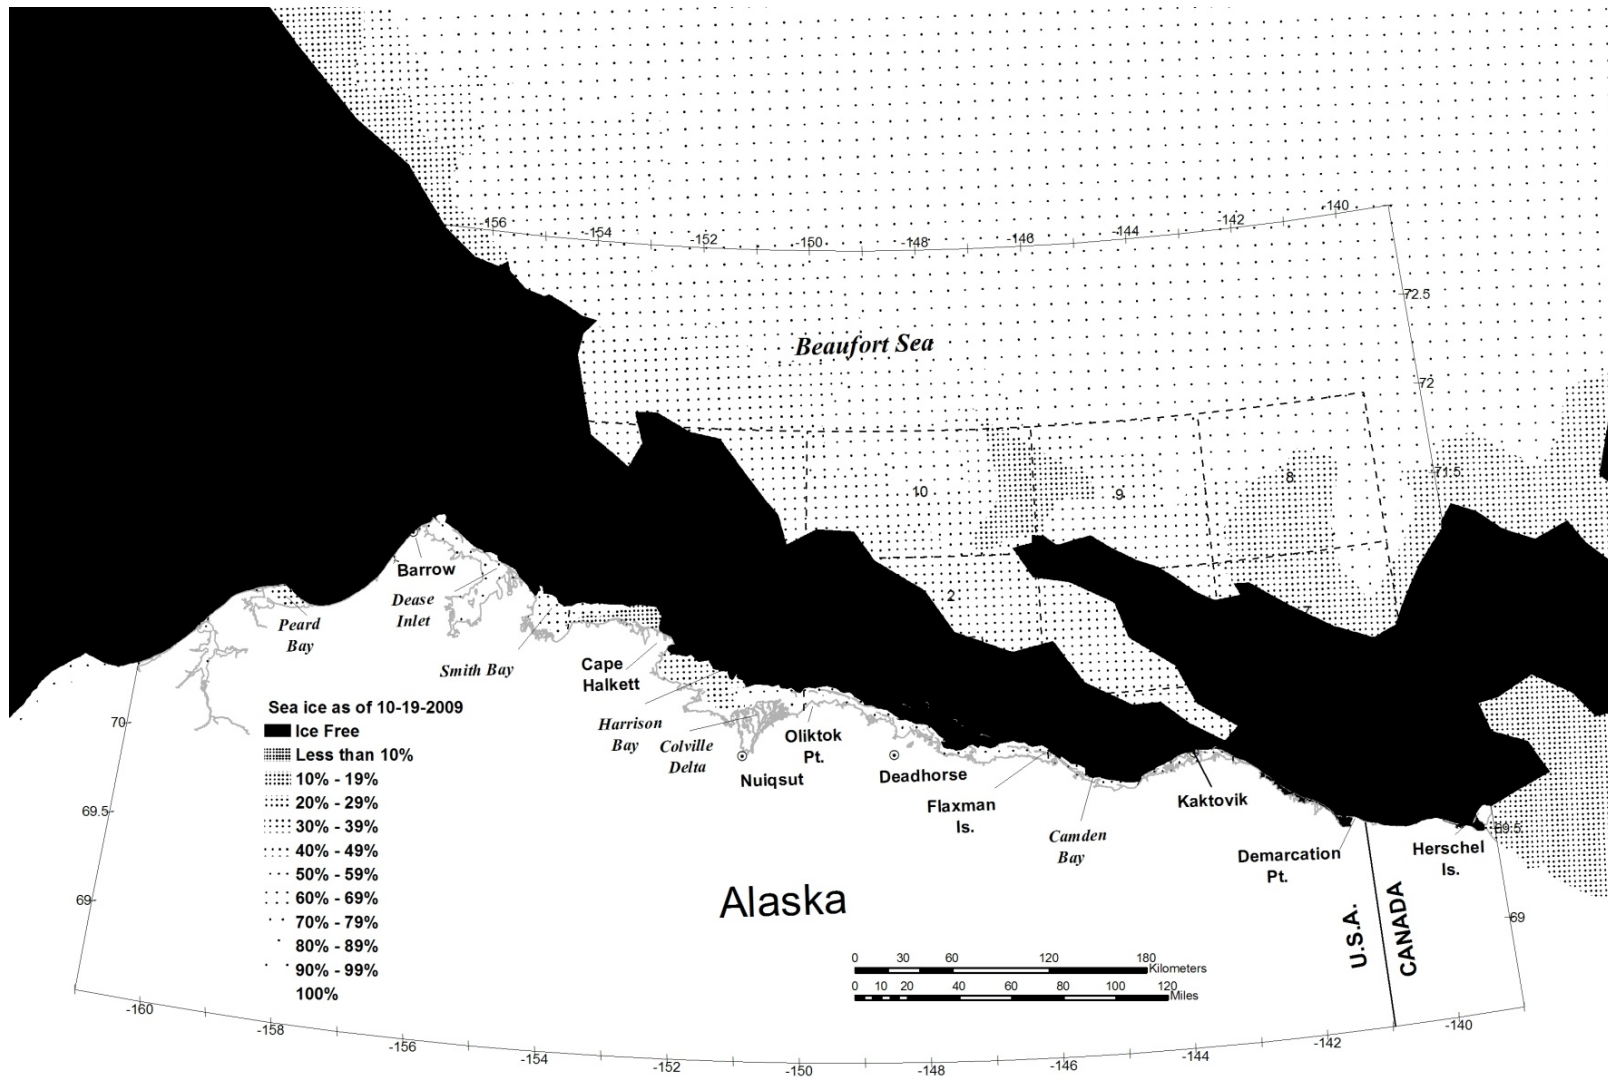 -156
-154
-152
-150
-148
-146
-144
-142
-140
72.5
Beaufort Sea
72
71.5
10
9
8
2
7
Barrow
Dease
Inlet
Peard
Bay
Smith Bay
Cape
Halkett
Harrison
Bay
Colville
Delta
Nuiqsut
Oliktok
Pt.
Deadhorse
Flaxman
Is.
Camden
Bay
Kaktovik
Demarcation
Pt.
Herschel
Is.
70
69.5
69
69.5
69
Sea ice as of 10-19-2009
Ice Free
Less than 10%
10% - 19%
20% - 29%
30% - 39%
40% - 49%
50% - 59%
60% - 69%
70% - 79%
80% - 89%
90% - 99%
100%
Alaska
U.S.A.
CANADA
0 30 60 120 180
Kilometers
0 10 20 40 60 80 100 120
Miles
-160
-158
-156
-154
-152
-150
-148
-146
-144
-142
-140